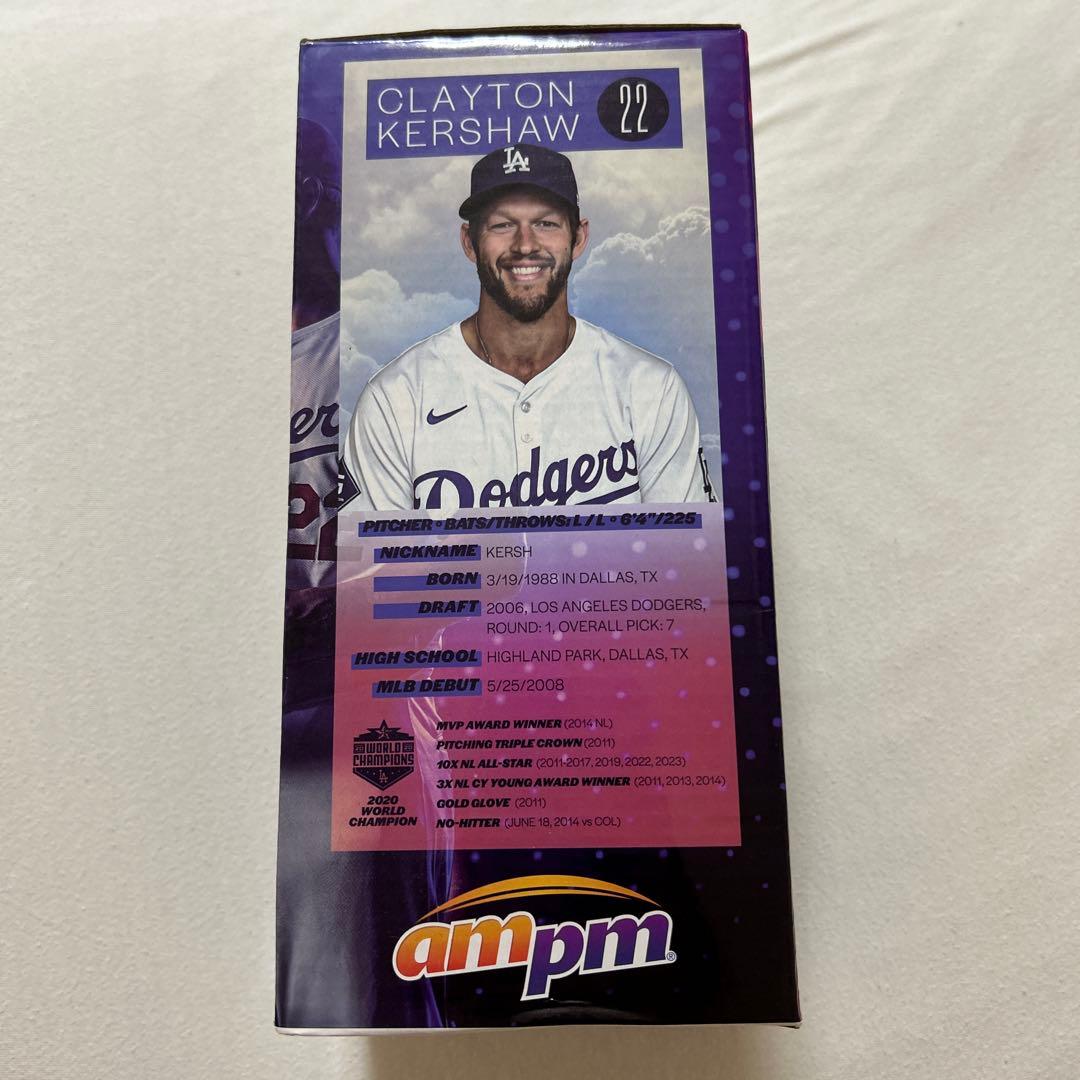 CLAYTON
KERSHAW
22
LA
Dodgers
er
PITCHER • BATS/THROWS: L / L • 6'4"/225
NICKNAME KERSH
BORN 3/19/1988 IN DALLAS, TX
DRAFT 2006, LOS ANGELES DODGERS,
ROUND: 1, OVERALL PICK: 7
HIGH SCHOOL HIGHLAND PARK, DALLAS, TX
MLB DEBUT 5/25/2008
MVP AWARD WINNER (2014 NL)
PITCHING TRIPLE CROWN (2011)
10X NL ALL-STAR (2011-2017, 2019, 2022, 2023)
3X NL CY YOUNG AWARD WINNER (2011, 2013, 2014)
GOLD GLOVE (2011)
NO-HITTER (JUNE 18, 2014 vs COL)
20 WORLD 20
CHAMPIONS
LA
2020
WORLD
CHAMPION
ampm®